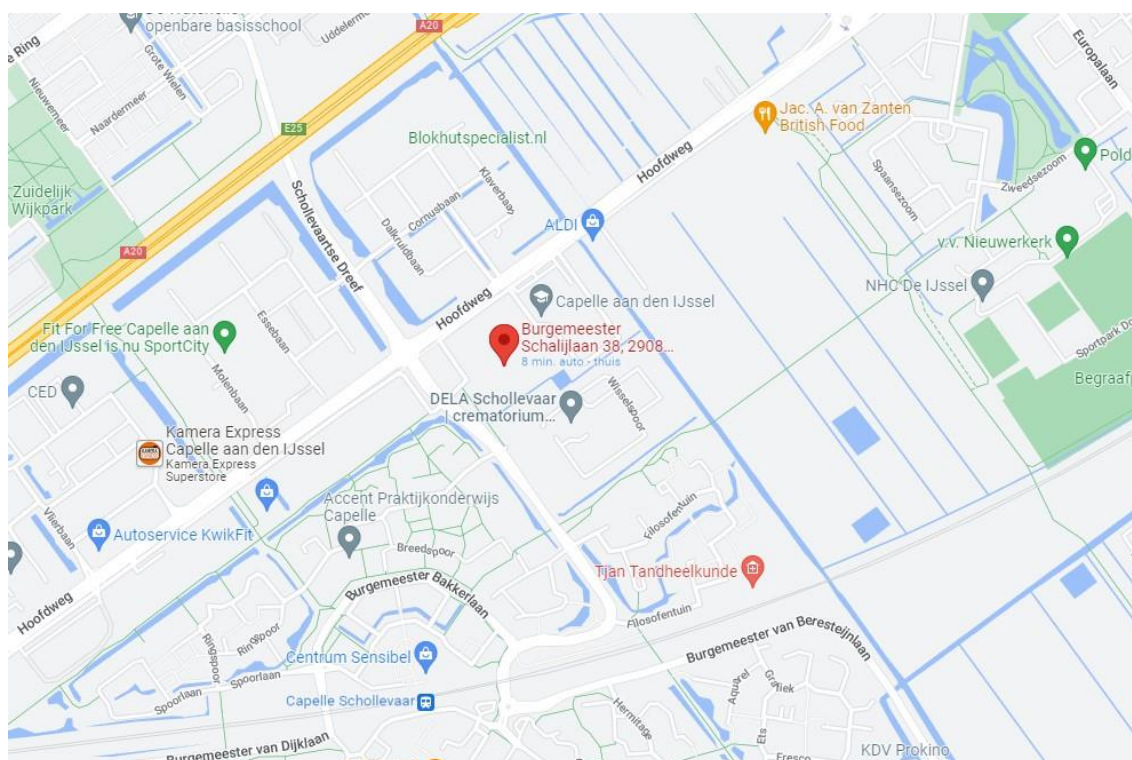 openbare basisschool
A20
Uddelermeer
de Ring
Grote Wielen
Nieuwemeer
Naardermeer
Europalaan
E25
Blokhutspecialist.nl
Jac. A. van Zanten
British Food
Hoofdweg
Klaverbaan
Cornusbaan
Dalkruidbaan
Schollevaartse Dreef
Spaansezoom
Zweedsezoom
Pold
Zuidelijk
Wijkpark
A20
ALDI
v.v. Nieuwerkerk
NHC De IJssel
Hoofdweg
Capelle aan den IJssel
Essebaan
Fit For Free Capelle aan
den IJssel is nu SportCity
Burgemeester
Schalijlaan 38, 2908...
8 min. auto - thuis
Sportpark Do
Molenbaan
CED
DELA Schollevaar
| crematorium...
Wisselspoor
Begraafp
Kamera Express
Capelle aan den IJssel
Kamera Express
Superstore
Accent Praktijkonderwijs
Capelle
Vlierbaan
Autoservice KwikFit
Filosofentuin
Breedspoor
Tjan Tandheelkunde
Burgemeester Bakkerlaan
Hoofdweg
Filosofentuin
Ringspoor
Ringspoor
Burgemeester van Beresteijnlaan
Centrum Sensibel
Spoorlaan
Spoorlaan
Aquarel
Grafiek
Capelle Schollevaar
Hermitage
Ets
Burgemeester van Dijklaan
Fresco
KDV Prokino